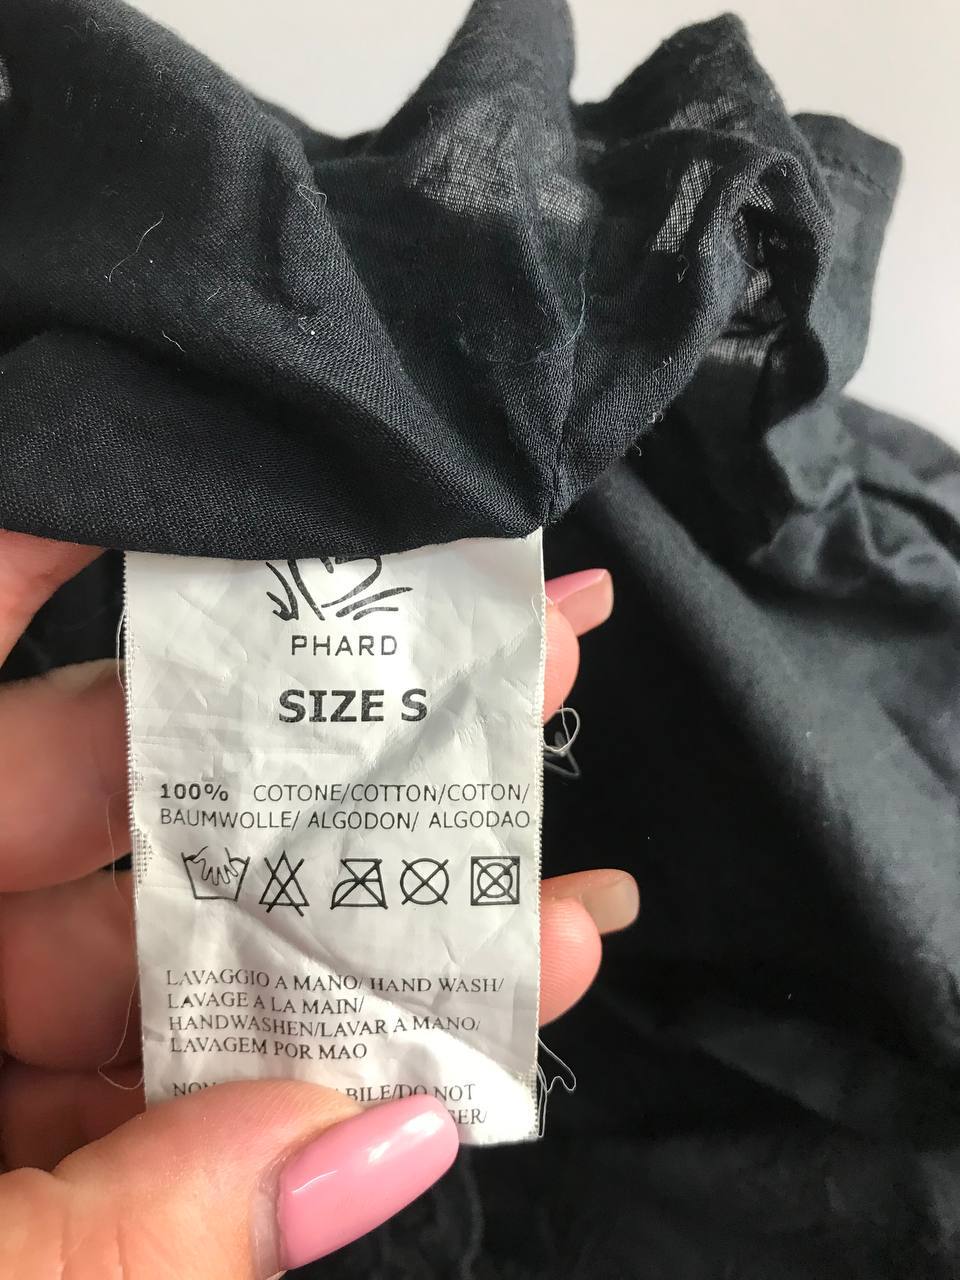 PHARD
SIZE S
100% COTONE/COTTON/COTON/
BAUMWOLLE/ ALGODON/ ALGODAO
LAVAGGIO A MANO/ HAND WASH/
LAVAGE A LA MAIN/
HANDWASHEN/LAVAR A MANO/
LAVAGEM POR MAO
DO NOT